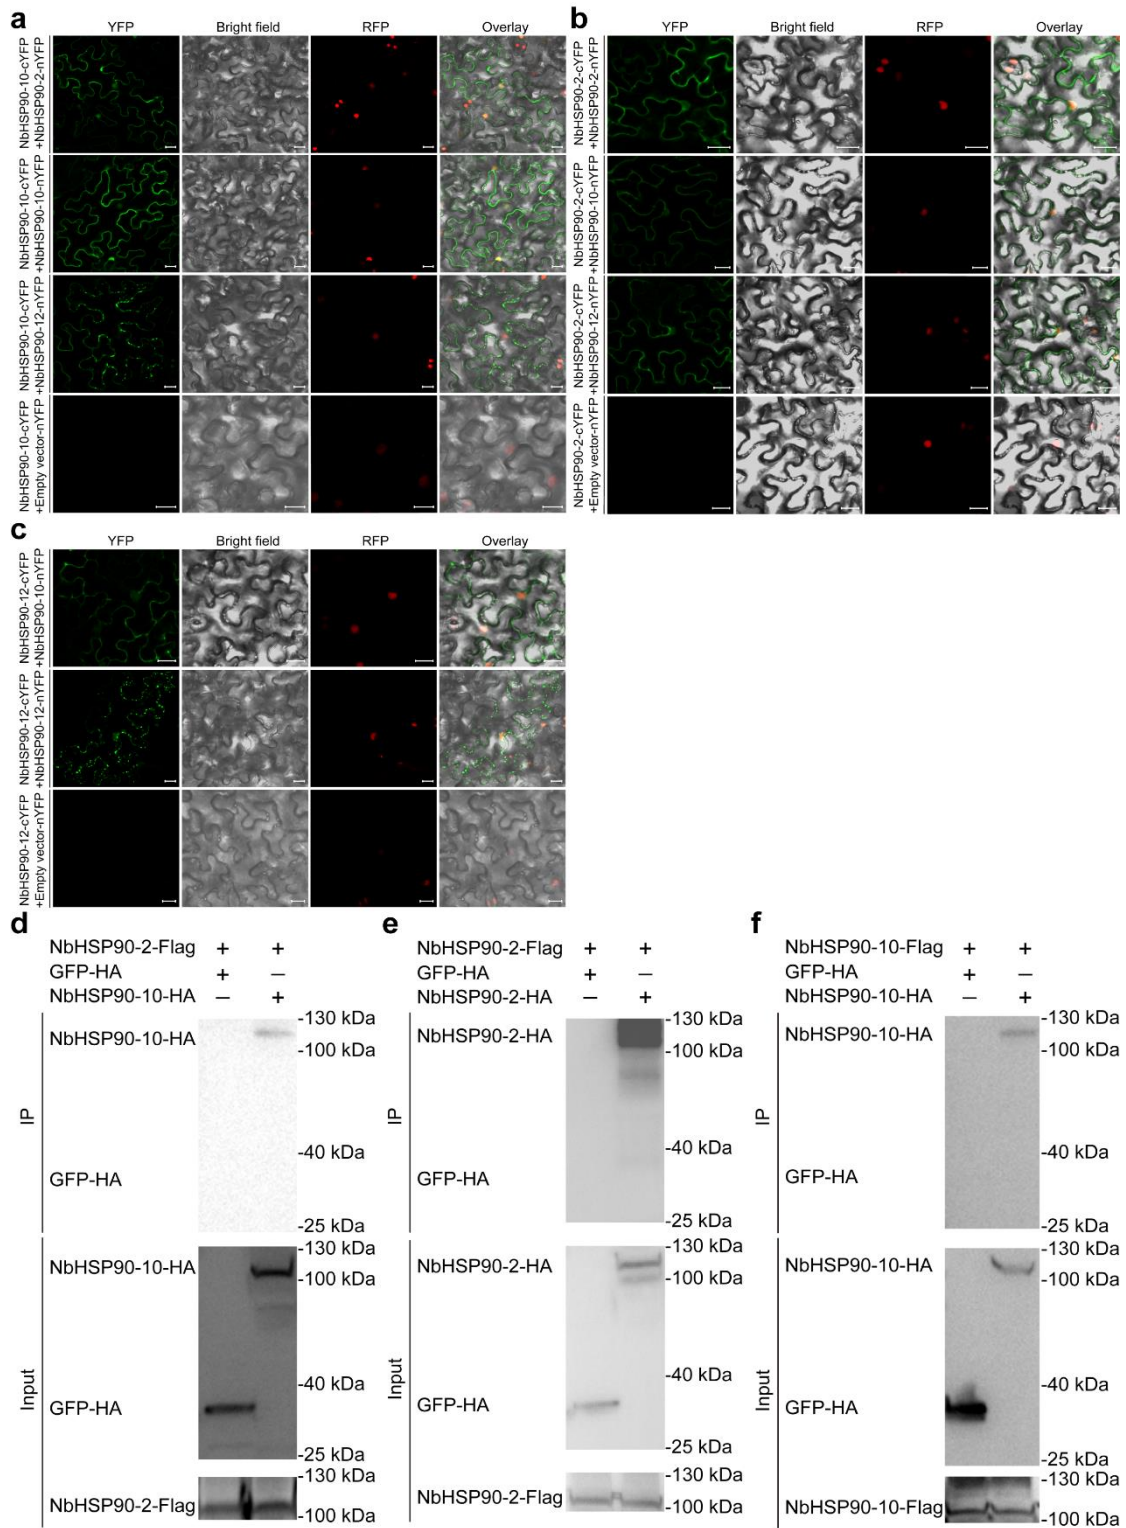 a
YFP Bright field RFP Overlay
NbHSP90-10-cYFP
+NbHSP90-2-nYFP
NbHSP90-10-cYFP
+NbHSP90-10-nYFP
NbHSP90-10-cYFP
+NbHSP90-12-nYFP
NbHSP90-10-cYFP
+Empty vector-nYFP
b
YFP Bright field RFP Overlay
NbHSP90-2-cYFP
+NbHSP90-2-nYFP
NbHSP90-2-cYFP
+NbHSP90-10-nYFP
NbHSP90-2-cYFP
+NbHSP90-12-nYFP
NbHSP90-2-cYFP
+Empty vector-nYFP
c
YFP Bright field RFP Overlay
NbHSP90-12-cYFP
+NbHSP90-10-nYFP
NbHSP90-12-cYFP
+NbHSP90-12-nYFP
NbHSP90-12-cYFP
+Empty vector-nYFP
d
NbHSP90-2-Flag + +
GFP-HA + –
NbHSP90-10-HA – +
IP
NbHSP90-10-HA
GFP-HA
-130 kDa
-100 kDa
-40 kDa
-25 kDa
Input
NbHSP90-10-HA
GFP-HA
-130 kDa
-100 kDa
-40 kDa
-25 kDa
NbHSP90-2-Flag
-130 kDa
-100 kDa
e
NbHSP90-2-Flag + +
GFP-HA + –
NbHSP90-2-HA – +
IP
NbHSP90-2-HA
GFP-HA
-130 kDa
-100 kDa
-40 kDa
-25 kDa
Input
NbHSP90-2-HA
GFP-HA
-130 kDa
-100 kDa
-40 kDa
-25 kDa
NbHSP90-2-Flag
-130 kDa
-100 kDa
f
NbHSP90-10-Flag + +
GFP-HA + –
NbHSP90-10-HA – +
IP
NbHSP90-10-HA
GFP-HA
-130 kDa
-100 kDa
-40 kDa
-25 kDa
Input
NbHSP90-10-HA
GFP-HA
-130 kDa
-100 kDa
-40 kDa
-25 kDa
NbHSP90-10-Flag
-130 kDa
-100 kDa